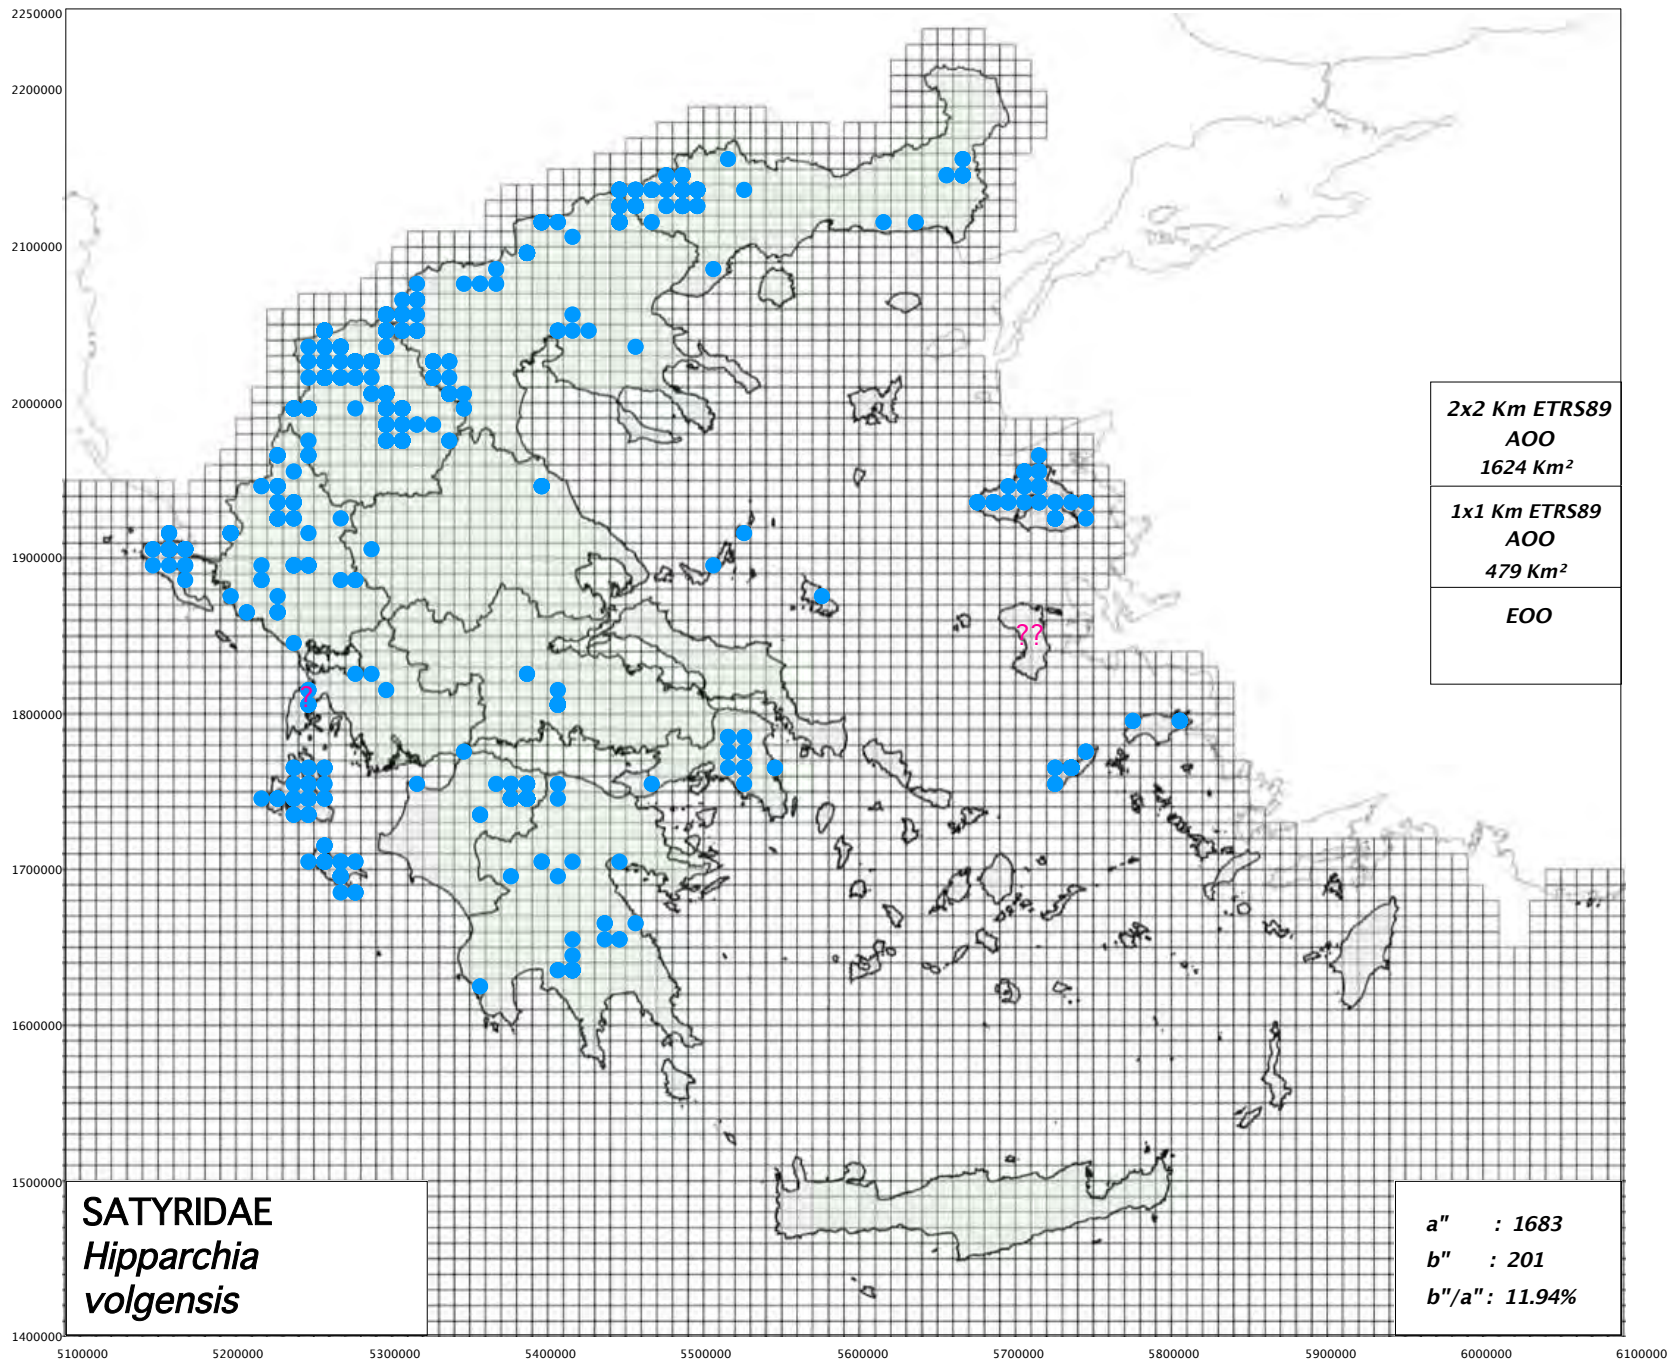 2250000
2200000
2100000
2000000
1900000
1800000
1700000
1600000
1500000
1400000
5100000 5200000 5300000 5400000 5500000 5600000 5700000 5800000 5900000 6000000 6100000
2x2 Km ETRS89
AOO
1624 Km²
1x1 Km ETRS89
AOO
479 Km²
EOO
??
?
SATYRIDAE
Hipparchia
volgensis
a" : 1683
b" : 201
b"/a" : 11.94%